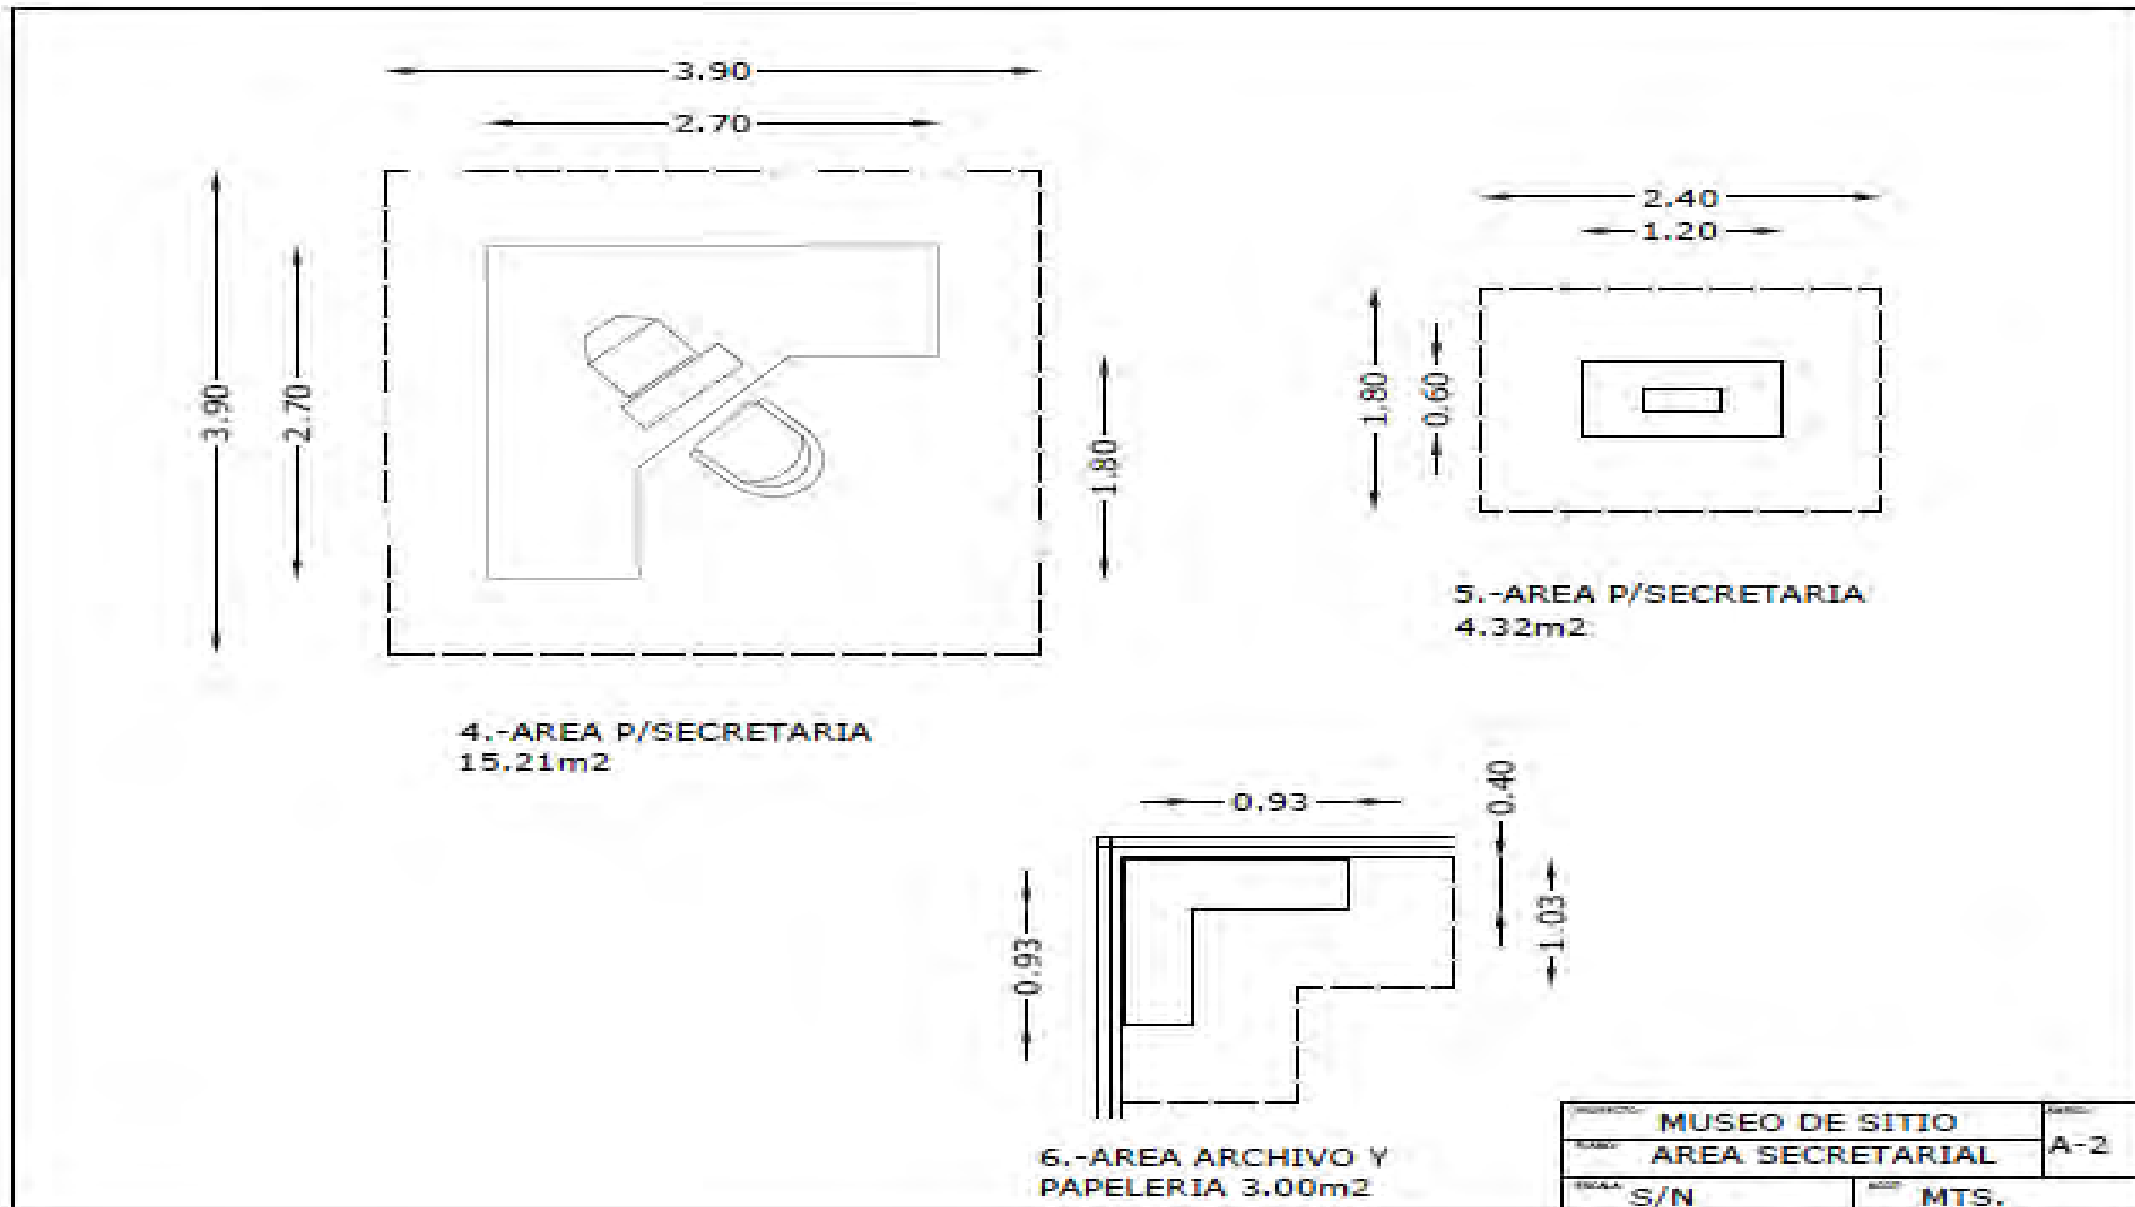 3.90
2.70
3.90
2.70
1.80
4.-AREA P/SECRETARIA
15.21m2
2.40
1.20
1.80
0.60
5.-AREA P/SECRETARIA
4.32m2
0.93
0.40
0.93
1.03
6.-AREA ARCHIVO Y
PAPELERIA 3.00m2
MUSEO DE SITIO
AREA SECRETARIAL
A-2
S/N
MTS.